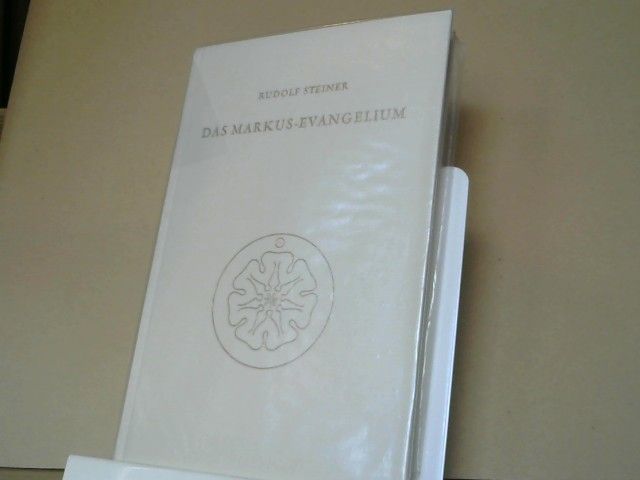 RUDOLF STEINER
DAS MARKUS-EVANGELIUM